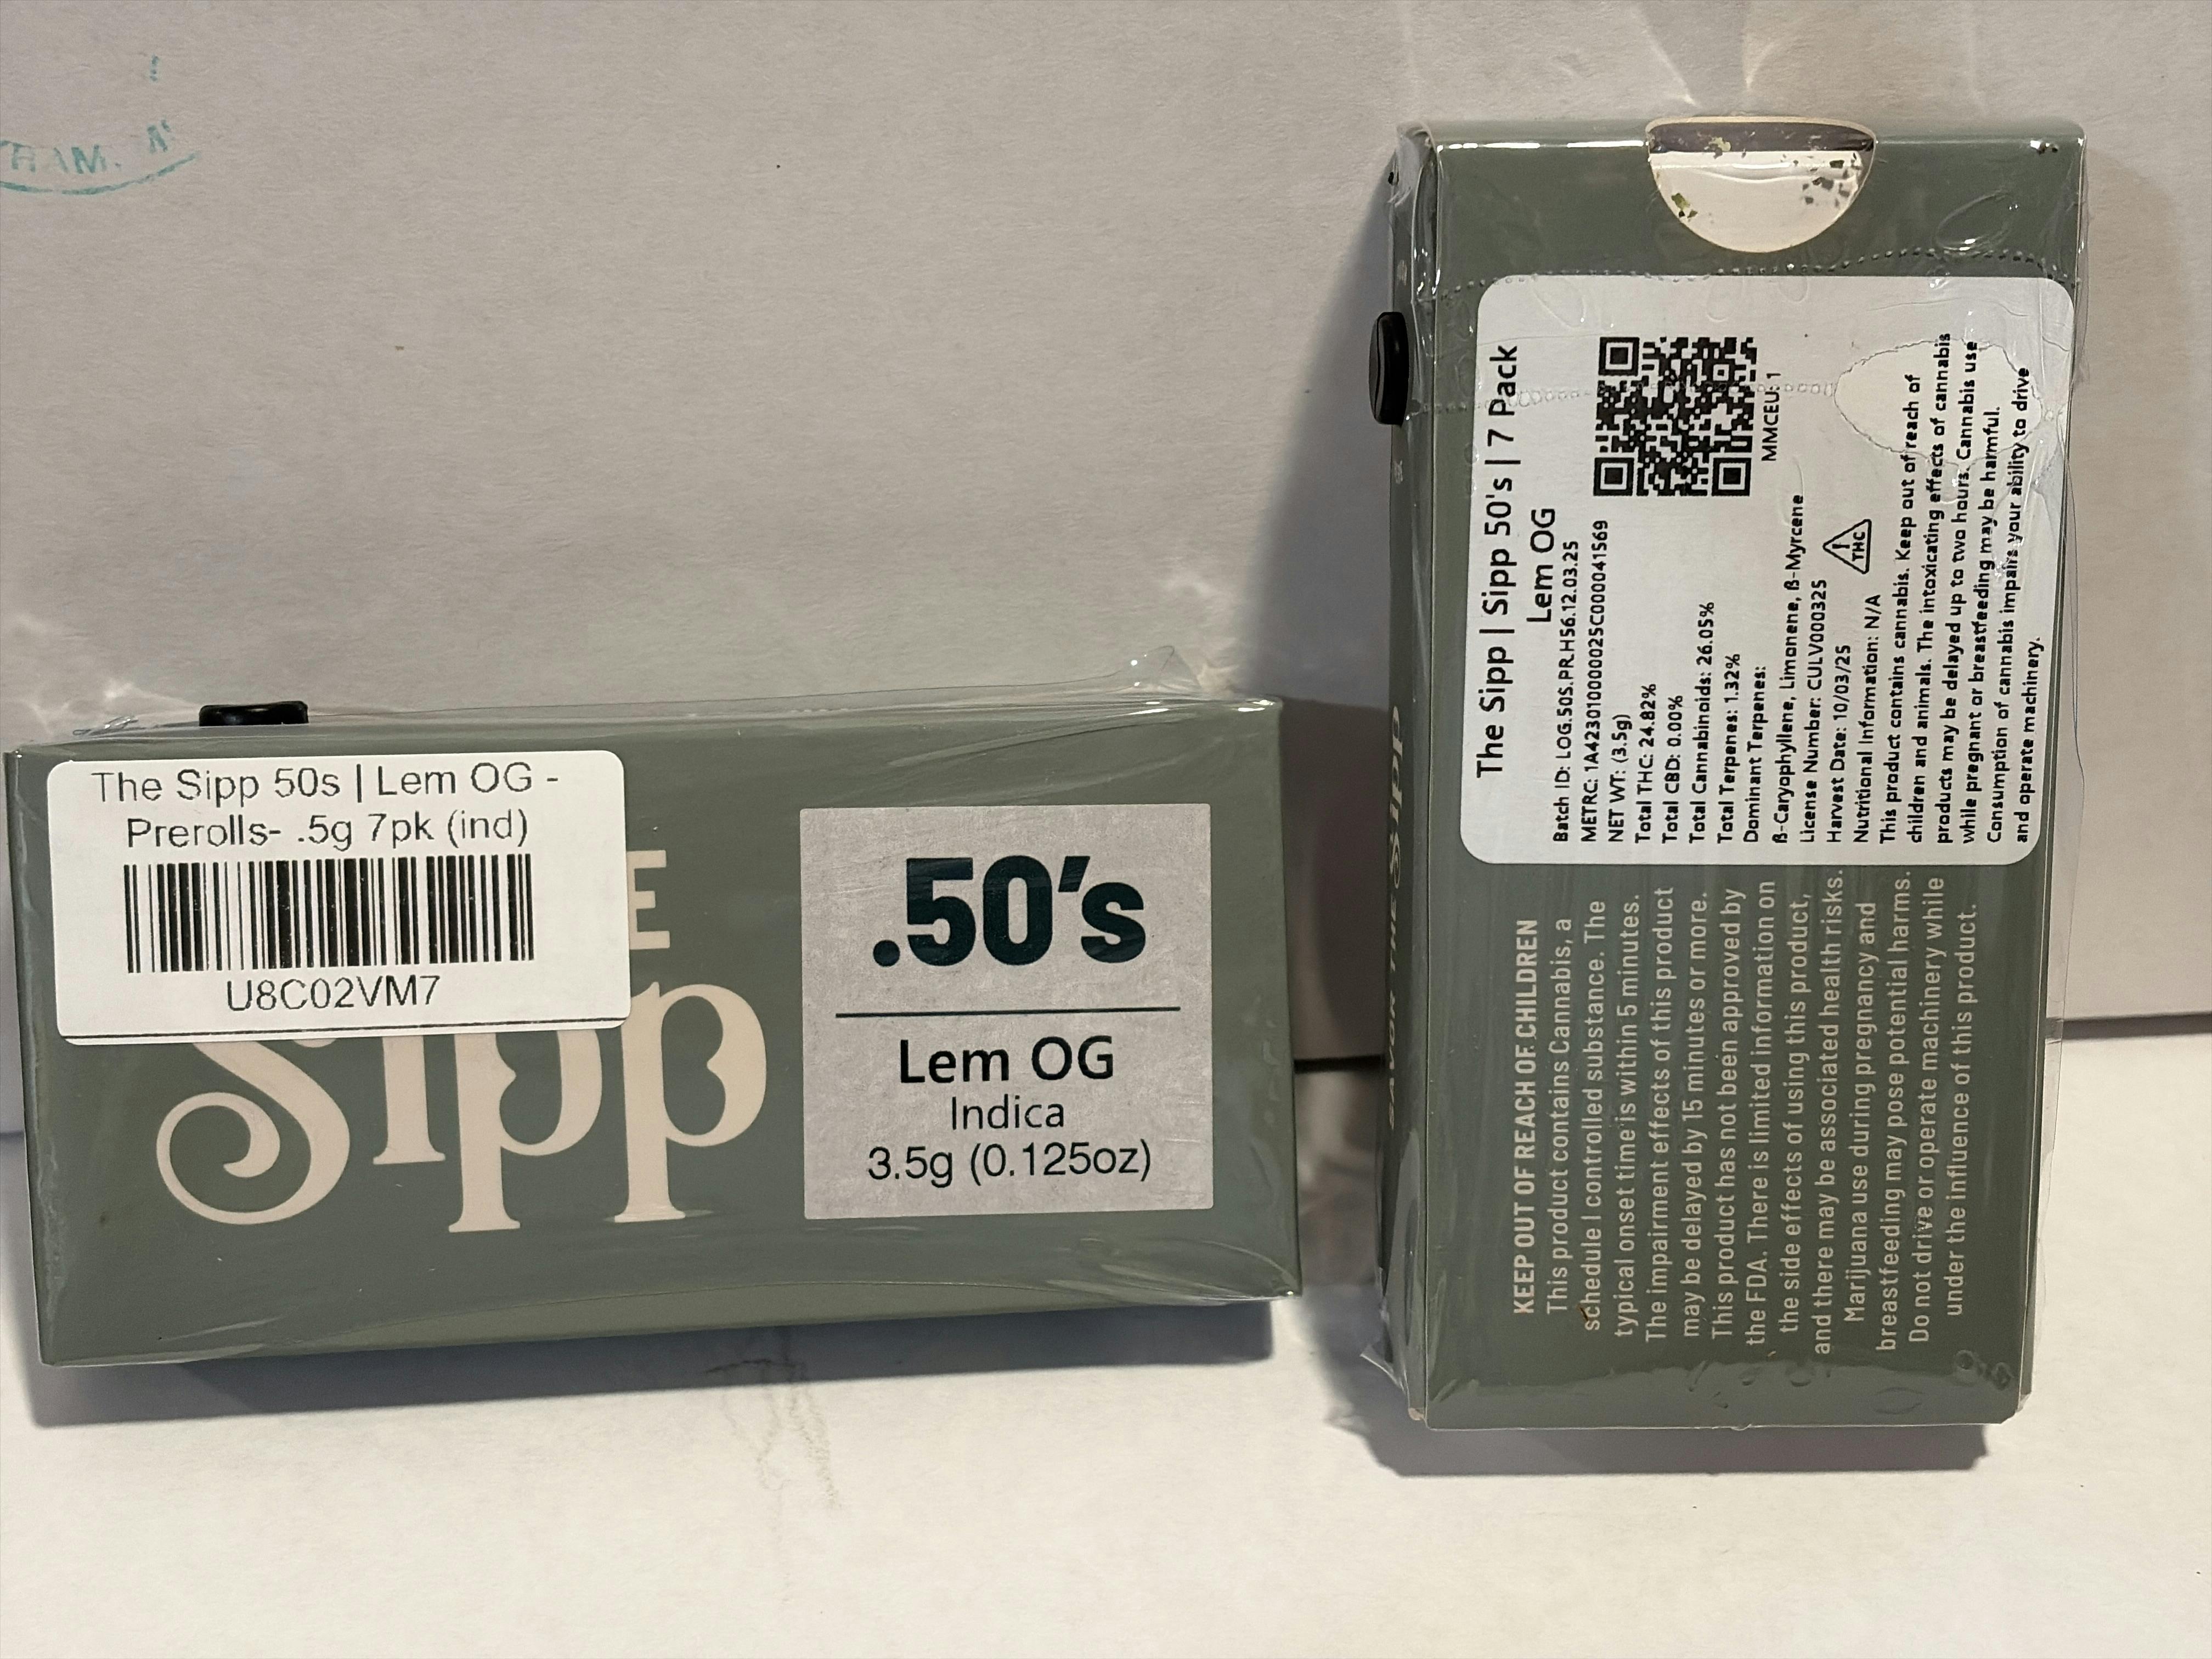 The Sipp 50s | Lem OG -
Prerolls- .5g 7pk (ind)
U8C02VM7
E
Sipp
.50's
Lem OG
Indica
3.5g (0.125oz)
The Sipp | Sipp 50's | 7 Pack
Lem OG
Batch ID: LOG.50S.PR.H56.12.03.25
METRC: 1A42301000025C0000041569
NET WT: (3.5g)
Total THC: 24.82%
Total CBD: 0.00%
Total Cannabinoids: 26.05%
Total Terpenes: 1.32%
Dominant Terpenes:
ß-Caryophyllene, Limonene, ß-Myrcene
License Number: CULV000325
Harvest Date: 10/03/25
Nutritional Information: N/A
MMCEU: 1
! THC
This product contains cannabis. Keep out of reach of
children and animals. The intoxicating effects of cannabis
products may be delayed up to two hours. Cannabis use
while pregnant or breastfeeding may be harmful.
Consumption of cannabis impairs your ability to drive
and operate machinery.
KEEP OUT OF REACH OF CHILDREN
This product contains Cannabis, a
schedule I controlled substance. The
typical onset time is within 5 minutes.
The impairment effects of this product
may be delayed by 15 minutes or more.
This product has not been approved by
the FDA. There is limited information on
the side effects of using this product,
and there may be associated health risks.
Marijuana use during pregnancy and
breastfeeding may pose potential harms.
Do not drive or operate machinery while
under the influence of this product.